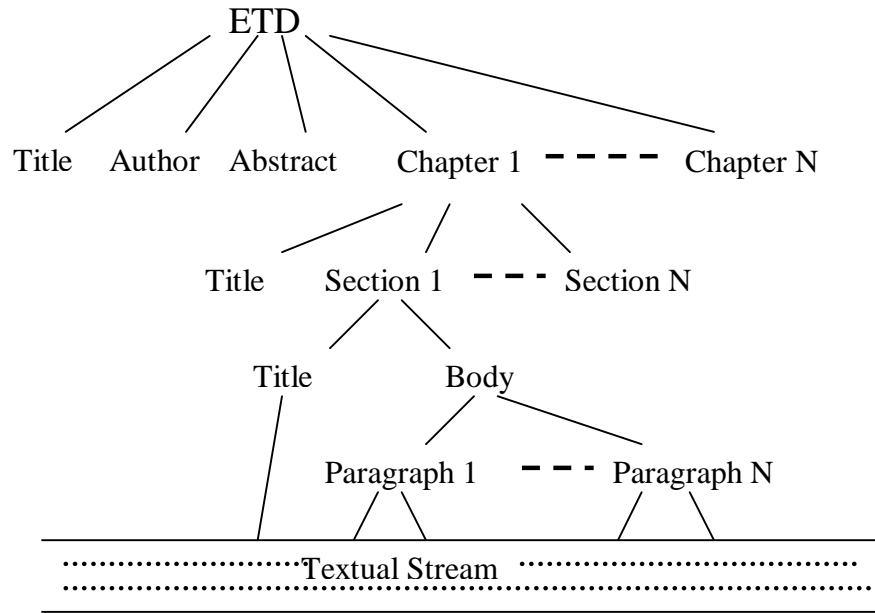 ETD
Title Author Abstract Chapter 1 Chapter N
Title Section 1 Section N
Title Body
Paragraph 1 Paragraph N
Textual Stream